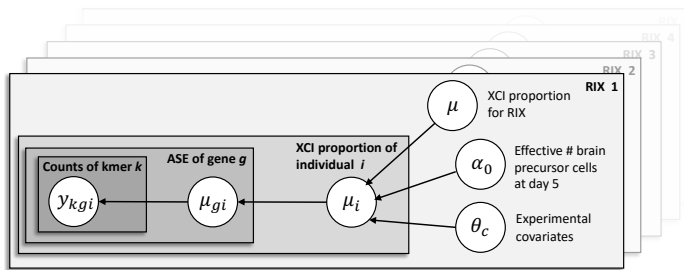 RIX 4
RIX 3
RIX 2
RIX 1
μ
XCI proportion
for RIX
XCI proportion of
individual i
ASE of gene g
Counts of kmer k
α₀
Effective # brain
precursor cells
at day 5
y_kgi
μ_gi
μ_i
θ_c
Experimental
covariates